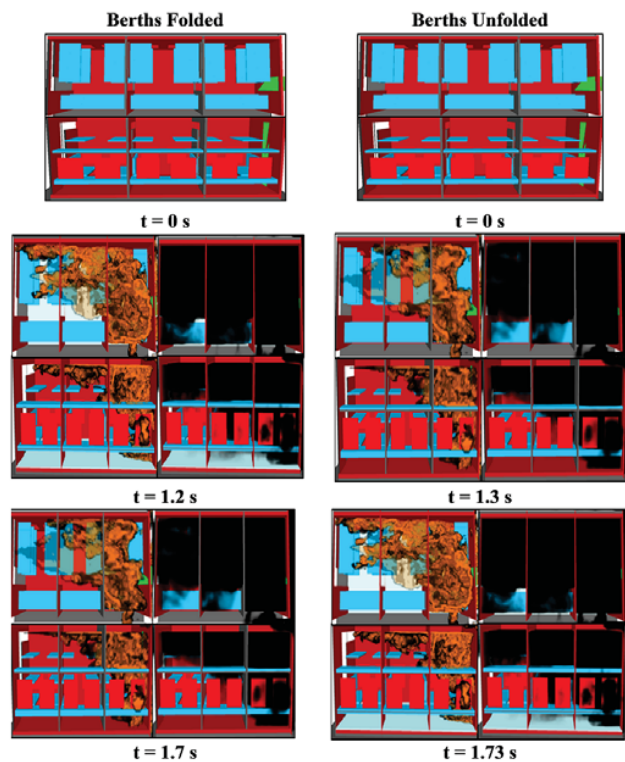 Berths Folded
Berths Unfolded
t = 0 s
t = 0 s
t = 1.2 s
t = 1.3 s
t = 1.7 s
t = 1.73 s